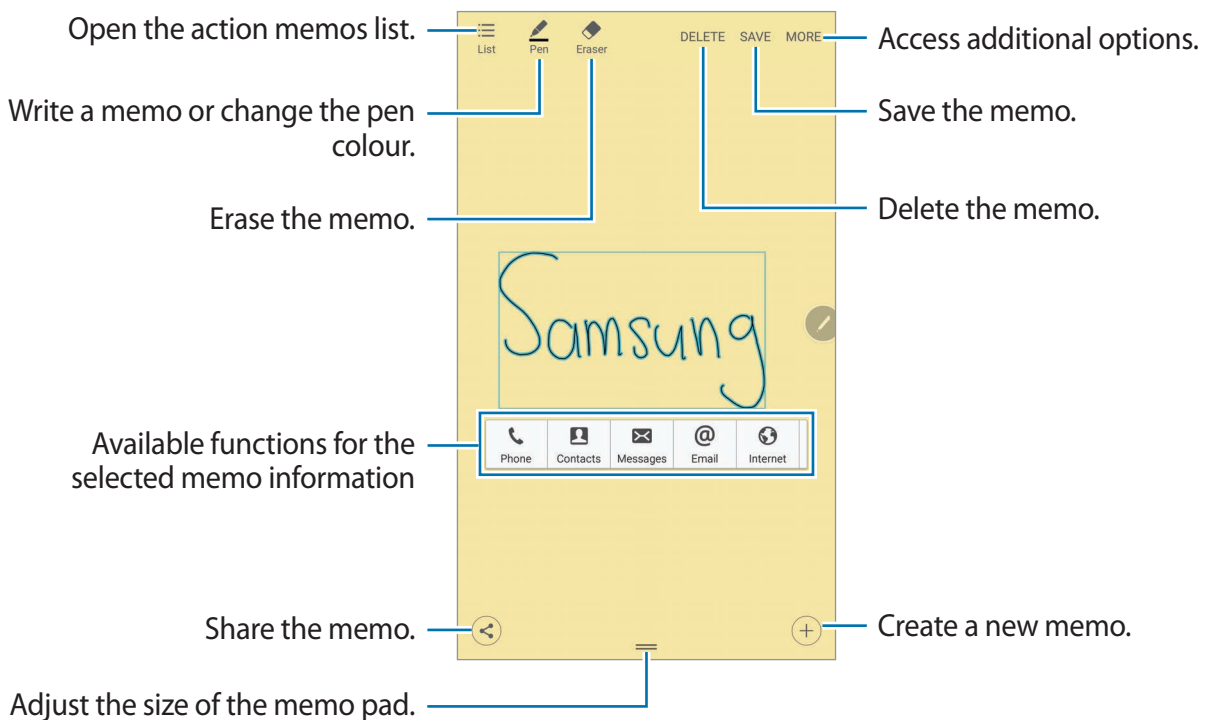 Open the action memos list.
List
Pen
Eraser
DELETE SAVE MORE
Access additional options.
Write a memo or change the pen
colour.
Save the memo.
Erase the memo.
Delete the memo.
Samsung
Available functions for the
selected memo information
Phone
Contacts
Messages
@
Email
Internet
Share the memo.
Create a new memo.
Adjust the size of the memo pad.